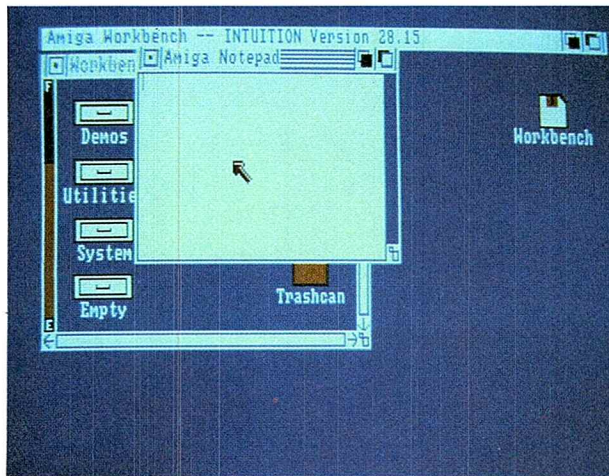 Amiga Workbench -- INTUITION Version 28.15
Workben
Amiga Notepad
F
Demos
Utilitie
System
Empty
E
Trashcan
Workbench